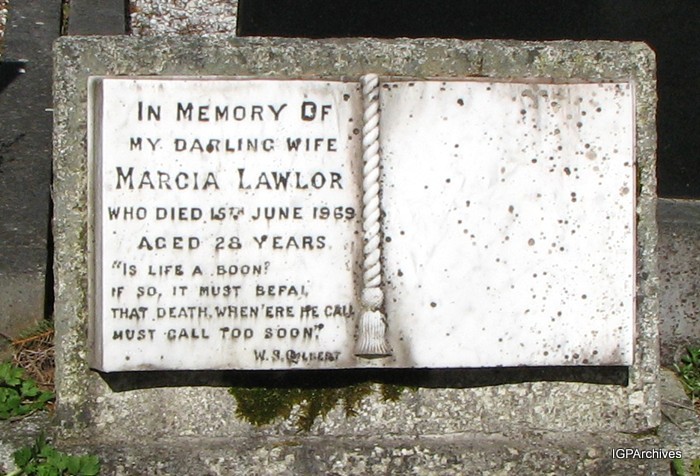 IN MEMORY OF
MY DARLING WIFE
MARCIA LAWLOR
WHO DIED 15TH JUNE 1969
AGED 28 YEARS.
"IS LIFE A BOON?
IF SO, IT MUST BEFAL
THAT, DEATH, WHEN'ERE HE CALL
MUST CALL TOO SOON."
W. S. GILBERT
IGPArchives